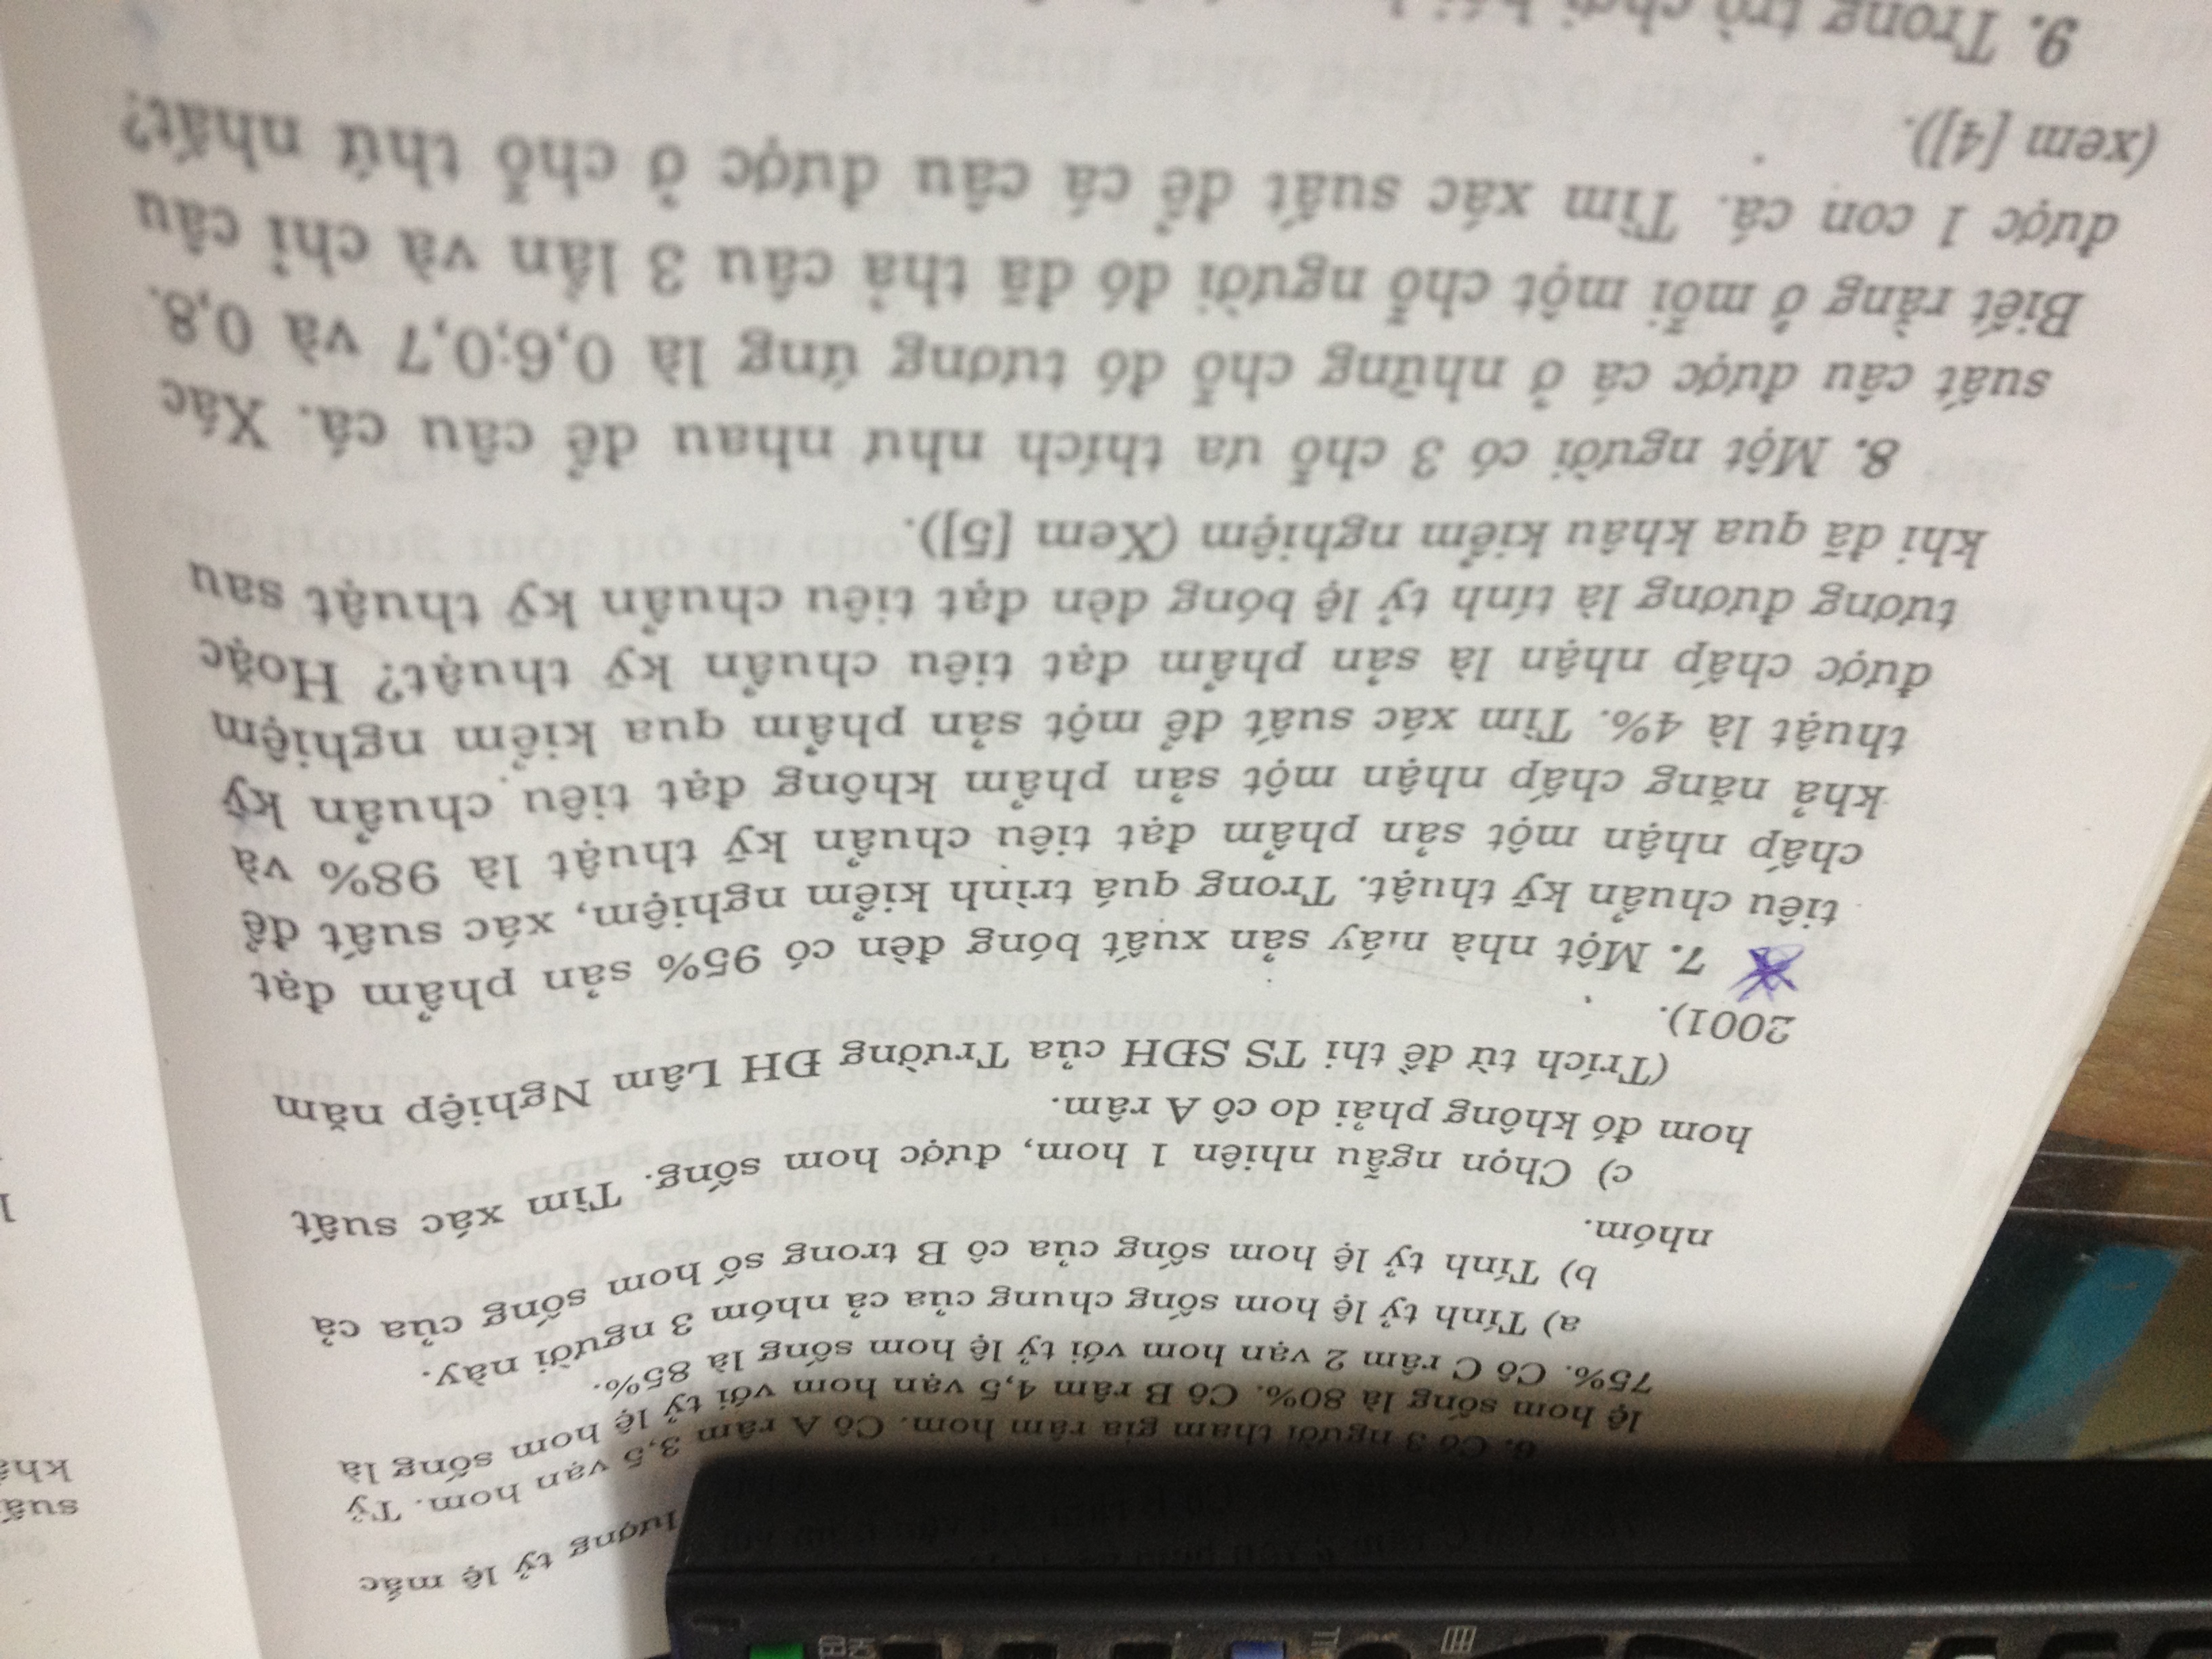 lượng tỷ lệ mắc
6. Có 3 người tham gia râm hom. Cô A râm 3,5 vạn hom. Tỷ
lệ hom sống là 80%. Cô B râm 4,5 vạn hom với tỷ lệ hom sống là
75%. Cô C râm 2 vạn hom với tỷ lệ hom sống là 85%.
a) Tính tỷ lệ hom sống chung của cả nhóm 3 người này.
b) Tính tỷ lệ hom sống của cô B trong số hom sống của cả
nhóm.
c) Chọn ngẫu nhiên 1 hom, được hom sống. Tìm xác suất
hom đó không phải do cô A râm.
(Trích từ đề thi TS SĐH của Trường ĐH Lâm Nghiệp năm
2001).
7. Một nhà máy sản xuất bóng đèn có 95% sản phẩm đạt
tiêu chuẩn kỹ thuật. Trong quá trình kiểm nghiệm, xác suất để
chấp nhận một sản phẩm đạt tiêu chuẩn kỹ thuật là 98% và
khả năng chấp nhận một sản phẩm không đạt tiêu chuẩn kỹ
thuật là 4%. Tìm xác suất để một sản phẩm qua kiểm nghiệm
được chấp nhận là sản phẩm đạt tiêu chuẩn kỹ thuật? Hoặc
tương đương là tính tỷ lệ bóng đèn đạt tiêu chuẩn kỹ thuật sau
khi đã qua khâu kiểm nghiệm (Xem [5]).
8. Một người có 3 chỗ ưa thích như nhau để câu cá. Xác
suất câu được cá ở những chỗ đó tương ứng là 0,6;0,7 và 0,8.
Biết rằng ở mỗi một chỗ người đó đã thả câu 3 lần và chỉ câu
được 1 con cá. Tìm xác suất để cá câu được ở chỗ thứ nhất?
(xem [4]).
9. Trong trò chơi